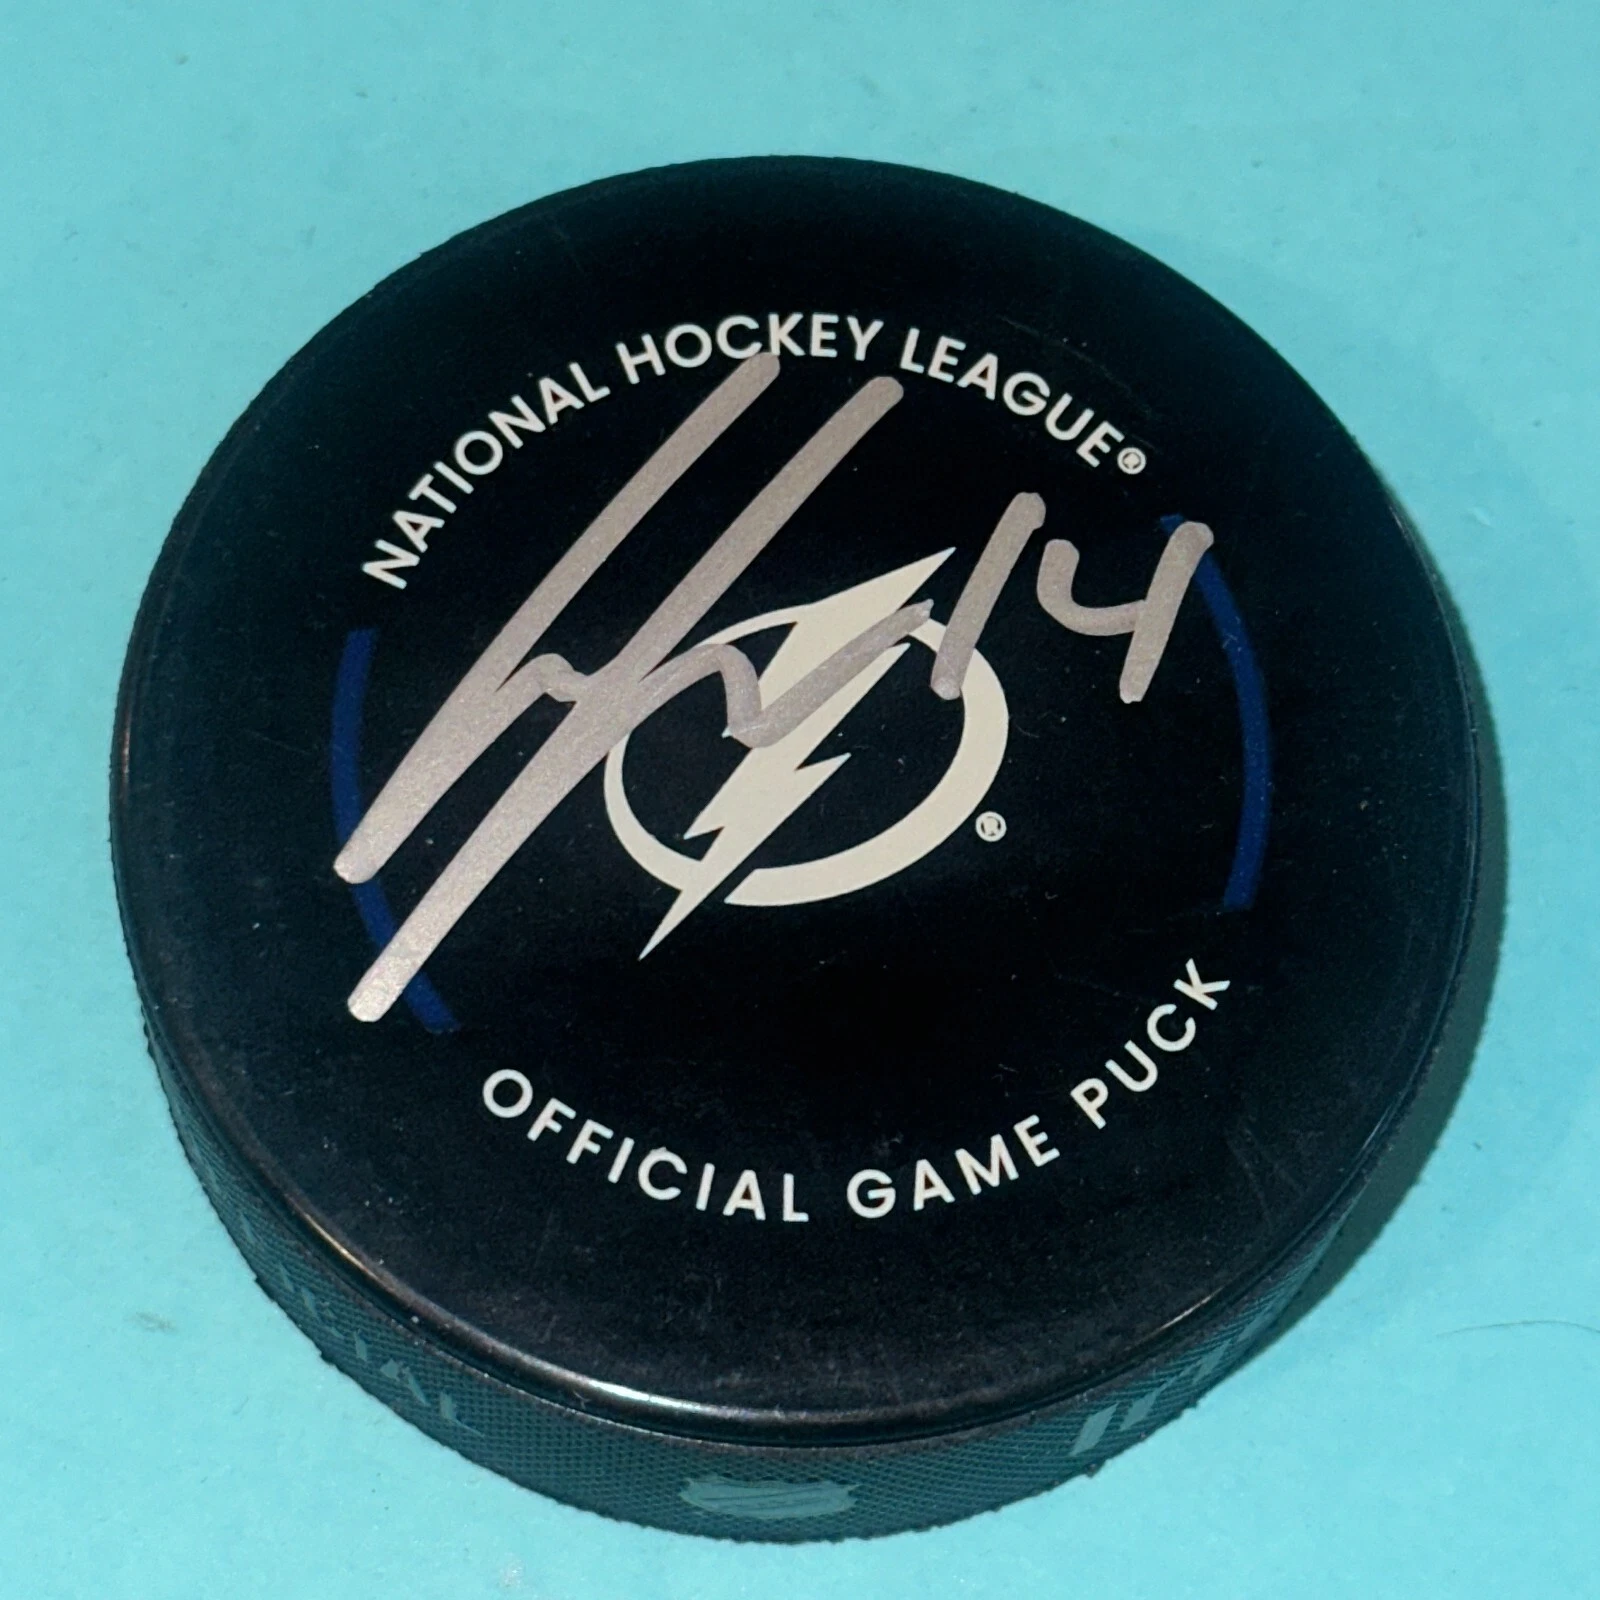 NATIONAL HOCKEY LEAGUE®
14
®
OFFICIAL GAME PUCK